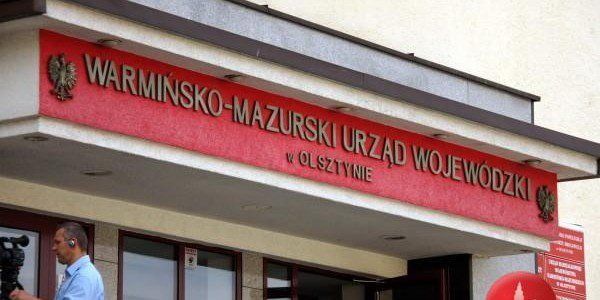 WARMIŃSKO-MAZURSKI URZĄD WOJEWÓDZKI
w OLSZTYNIE